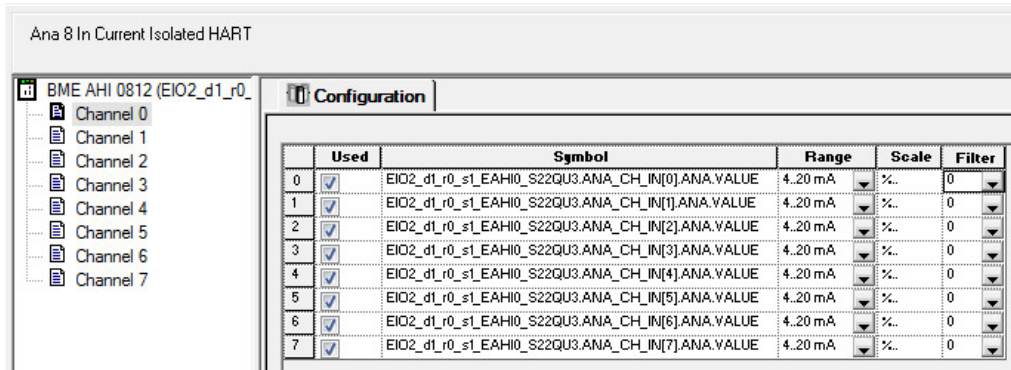 Ana 8 In Current Isolated HART
BME AHI 0812 (EIO2_d1_r0_
Channel 0
Channel 1
Channel 2
Channel 3
Channel 4
Channel 5
Channel 6
Channel 7
Configuration
Used Symbol Range Scale Filter
0 EIO2_d1_r0_s1_EAHI0_S22QU3.ANA_CH_IN[0].ANA.VALUE 4..20 mA %.. 0
1 EIO2_d1_r0_s1_EAHI0_S22QU3.ANA_CH_IN[1].ANA.VALUE 4..20 mA %.. 0
2 EIO2_d1_r0_s1_EAHI0_S22QU3.ANA_CH_IN[2].ANA.VALUE 4..20 mA %.. 0
3 EIO2_d1_r0_s1_EAHI0_S22QU3.ANA_CH_IN[3].ANA.VALUE 4..20 mA %.. 0
4 EIO2_d1_r0_s1_EAHI0_S22QU3.ANA_CH_IN[4].ANA.VALUE 4..20 mA %.. 0
5 EIO2_d1_r0_s1_EAHI0_S22QU3.ANA_CH_IN[5].ANA.VALUE 4..20 mA %.. 0
6 EIO2_d1_r0_s1_EAHI0_S22QU3.ANA_CH_IN[6].ANA.VALUE 4..20 mA %.. 0
7 EIO2_d1_r0_s1_EAHI0_S22QU3.ANA_CH_IN[7].ANA.VALUE 4..20 mA %.. 0